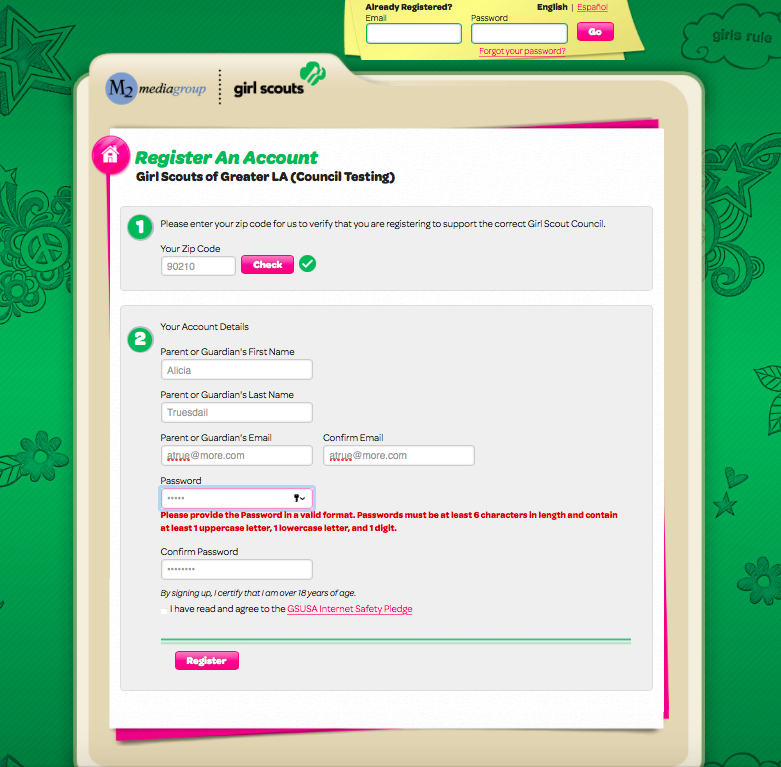 Already Registered?
English | Español
Email
Password
Go
Forgot your password?
girls rule
M2 mediagroup
girl scouts
Register An Account
Girl Scouts of Greater LA (Council Testing)
1
Please enter your zip code for us to verify that you are registering to support the correct Girl Scout Council.
Your Zip Code
90210
Check
2
Your Account Details
Parent or Guardian's First Name
Alicia
Parent or Guardian's Last Name
Truesdail
Parent or Guardian's Email
Confirm Email
atrue@more.com
atrue@more.com
Password
•••••
Please provide the Password in a valid format. Passwords must be at least 6 characters in length and contain
at least 1 uppercase letter, 1 lowercase letter, and 1 digit.
Confirm Password
••••••••
By signing up, I certify that I am over 18 years of age.
I have read and agree to the GSUSA Internet Safety Pledge
Register